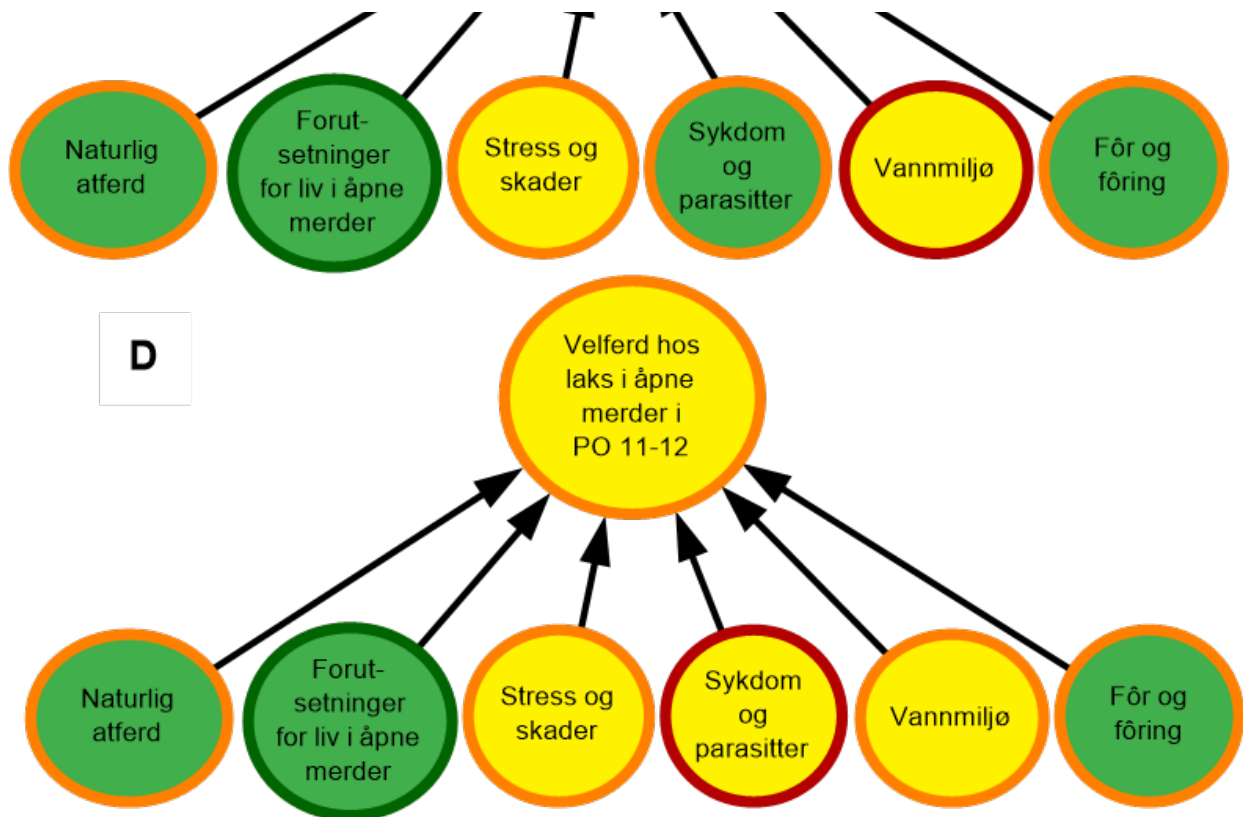 Naturlig
atferd
Forut-
setninger
for liv i åpne
merder
Stress og
skader
Sykdom
og
parasitter
Vannmiljø
Fôr og
fôring
D
Velferd hos
laks i åpne
merder i
PO 11-12
Naturlig
atferd
Forut-
setninger
for liv i åpne
merder
Stress og
skader
Sykdom
og
parasitter
Vannmiljø
Fôr og
fôring